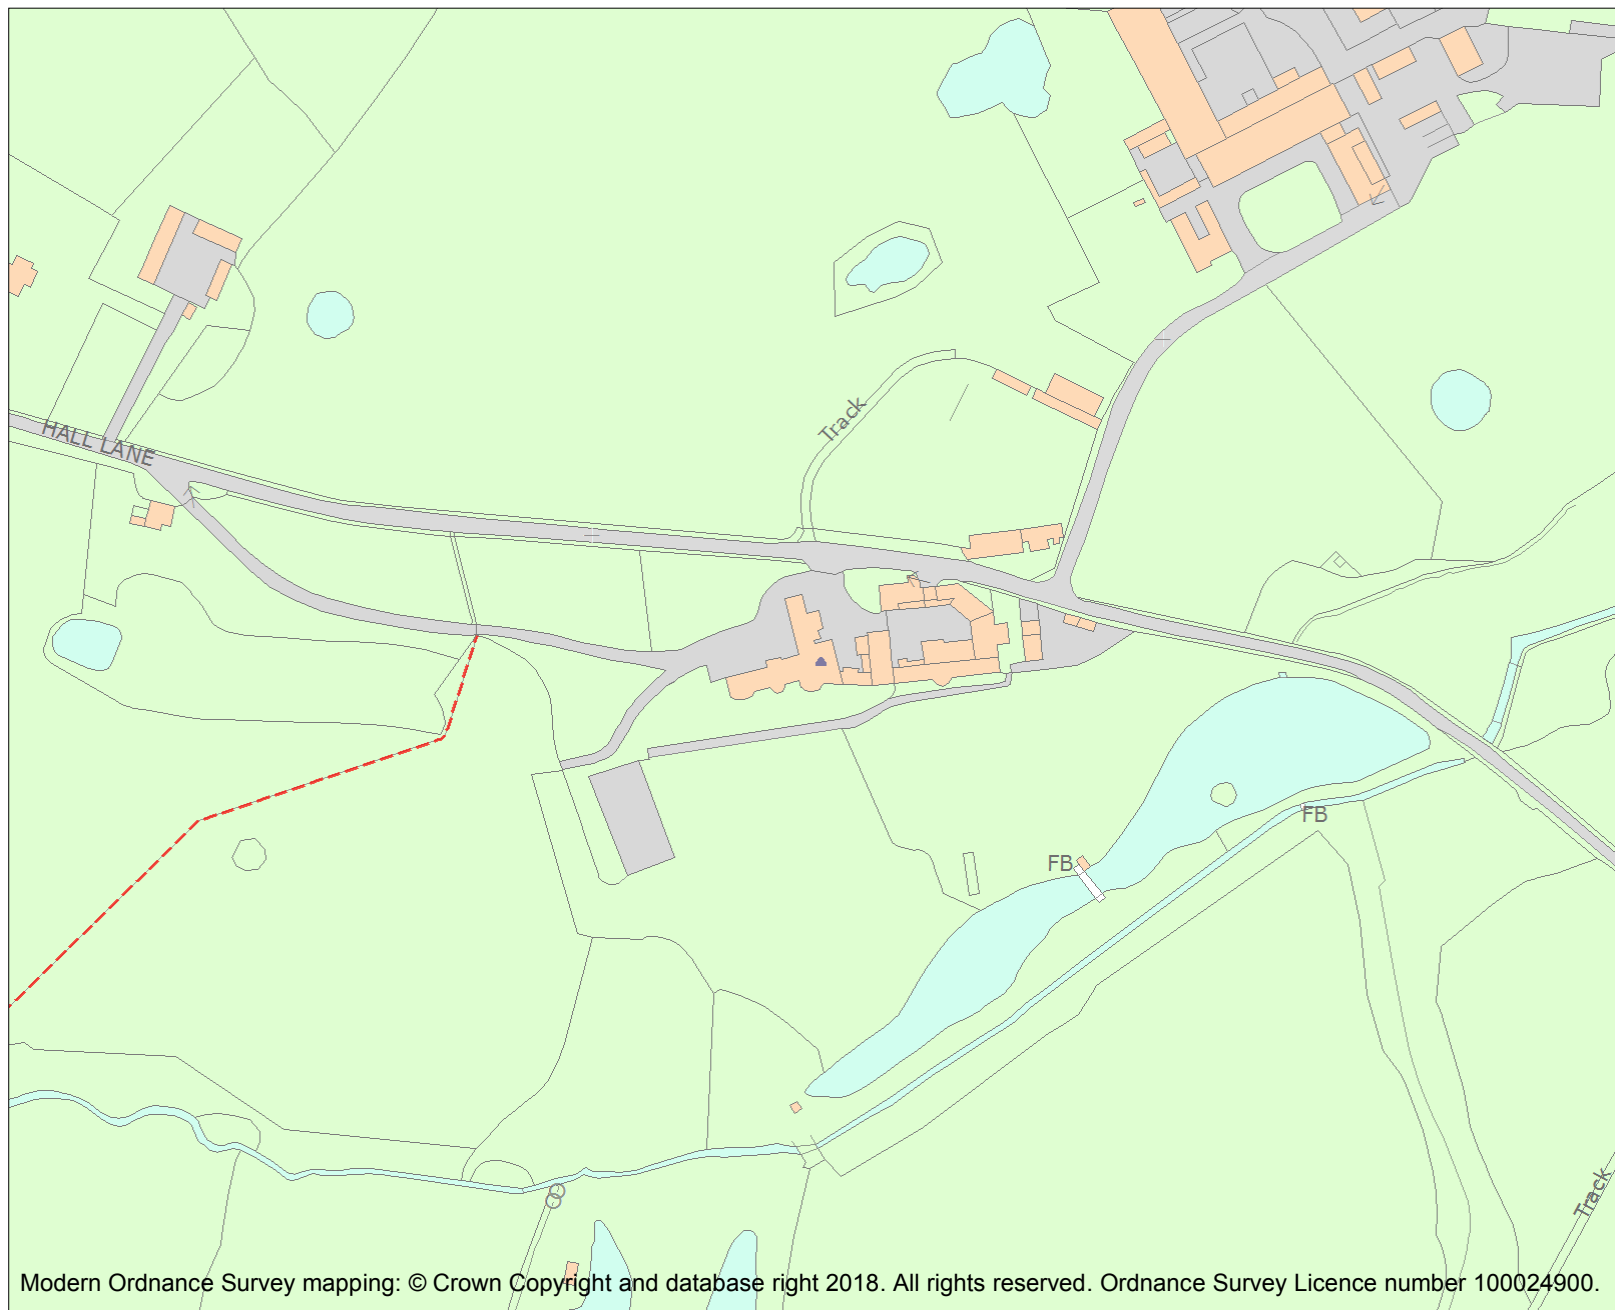 Track
HALL LANE
FB
FB
Track
Modern Ordnance Survey mapping: © Crown Copyright and database right 2018. All rights reserved. Ordnance Survey Licence number 100024900.